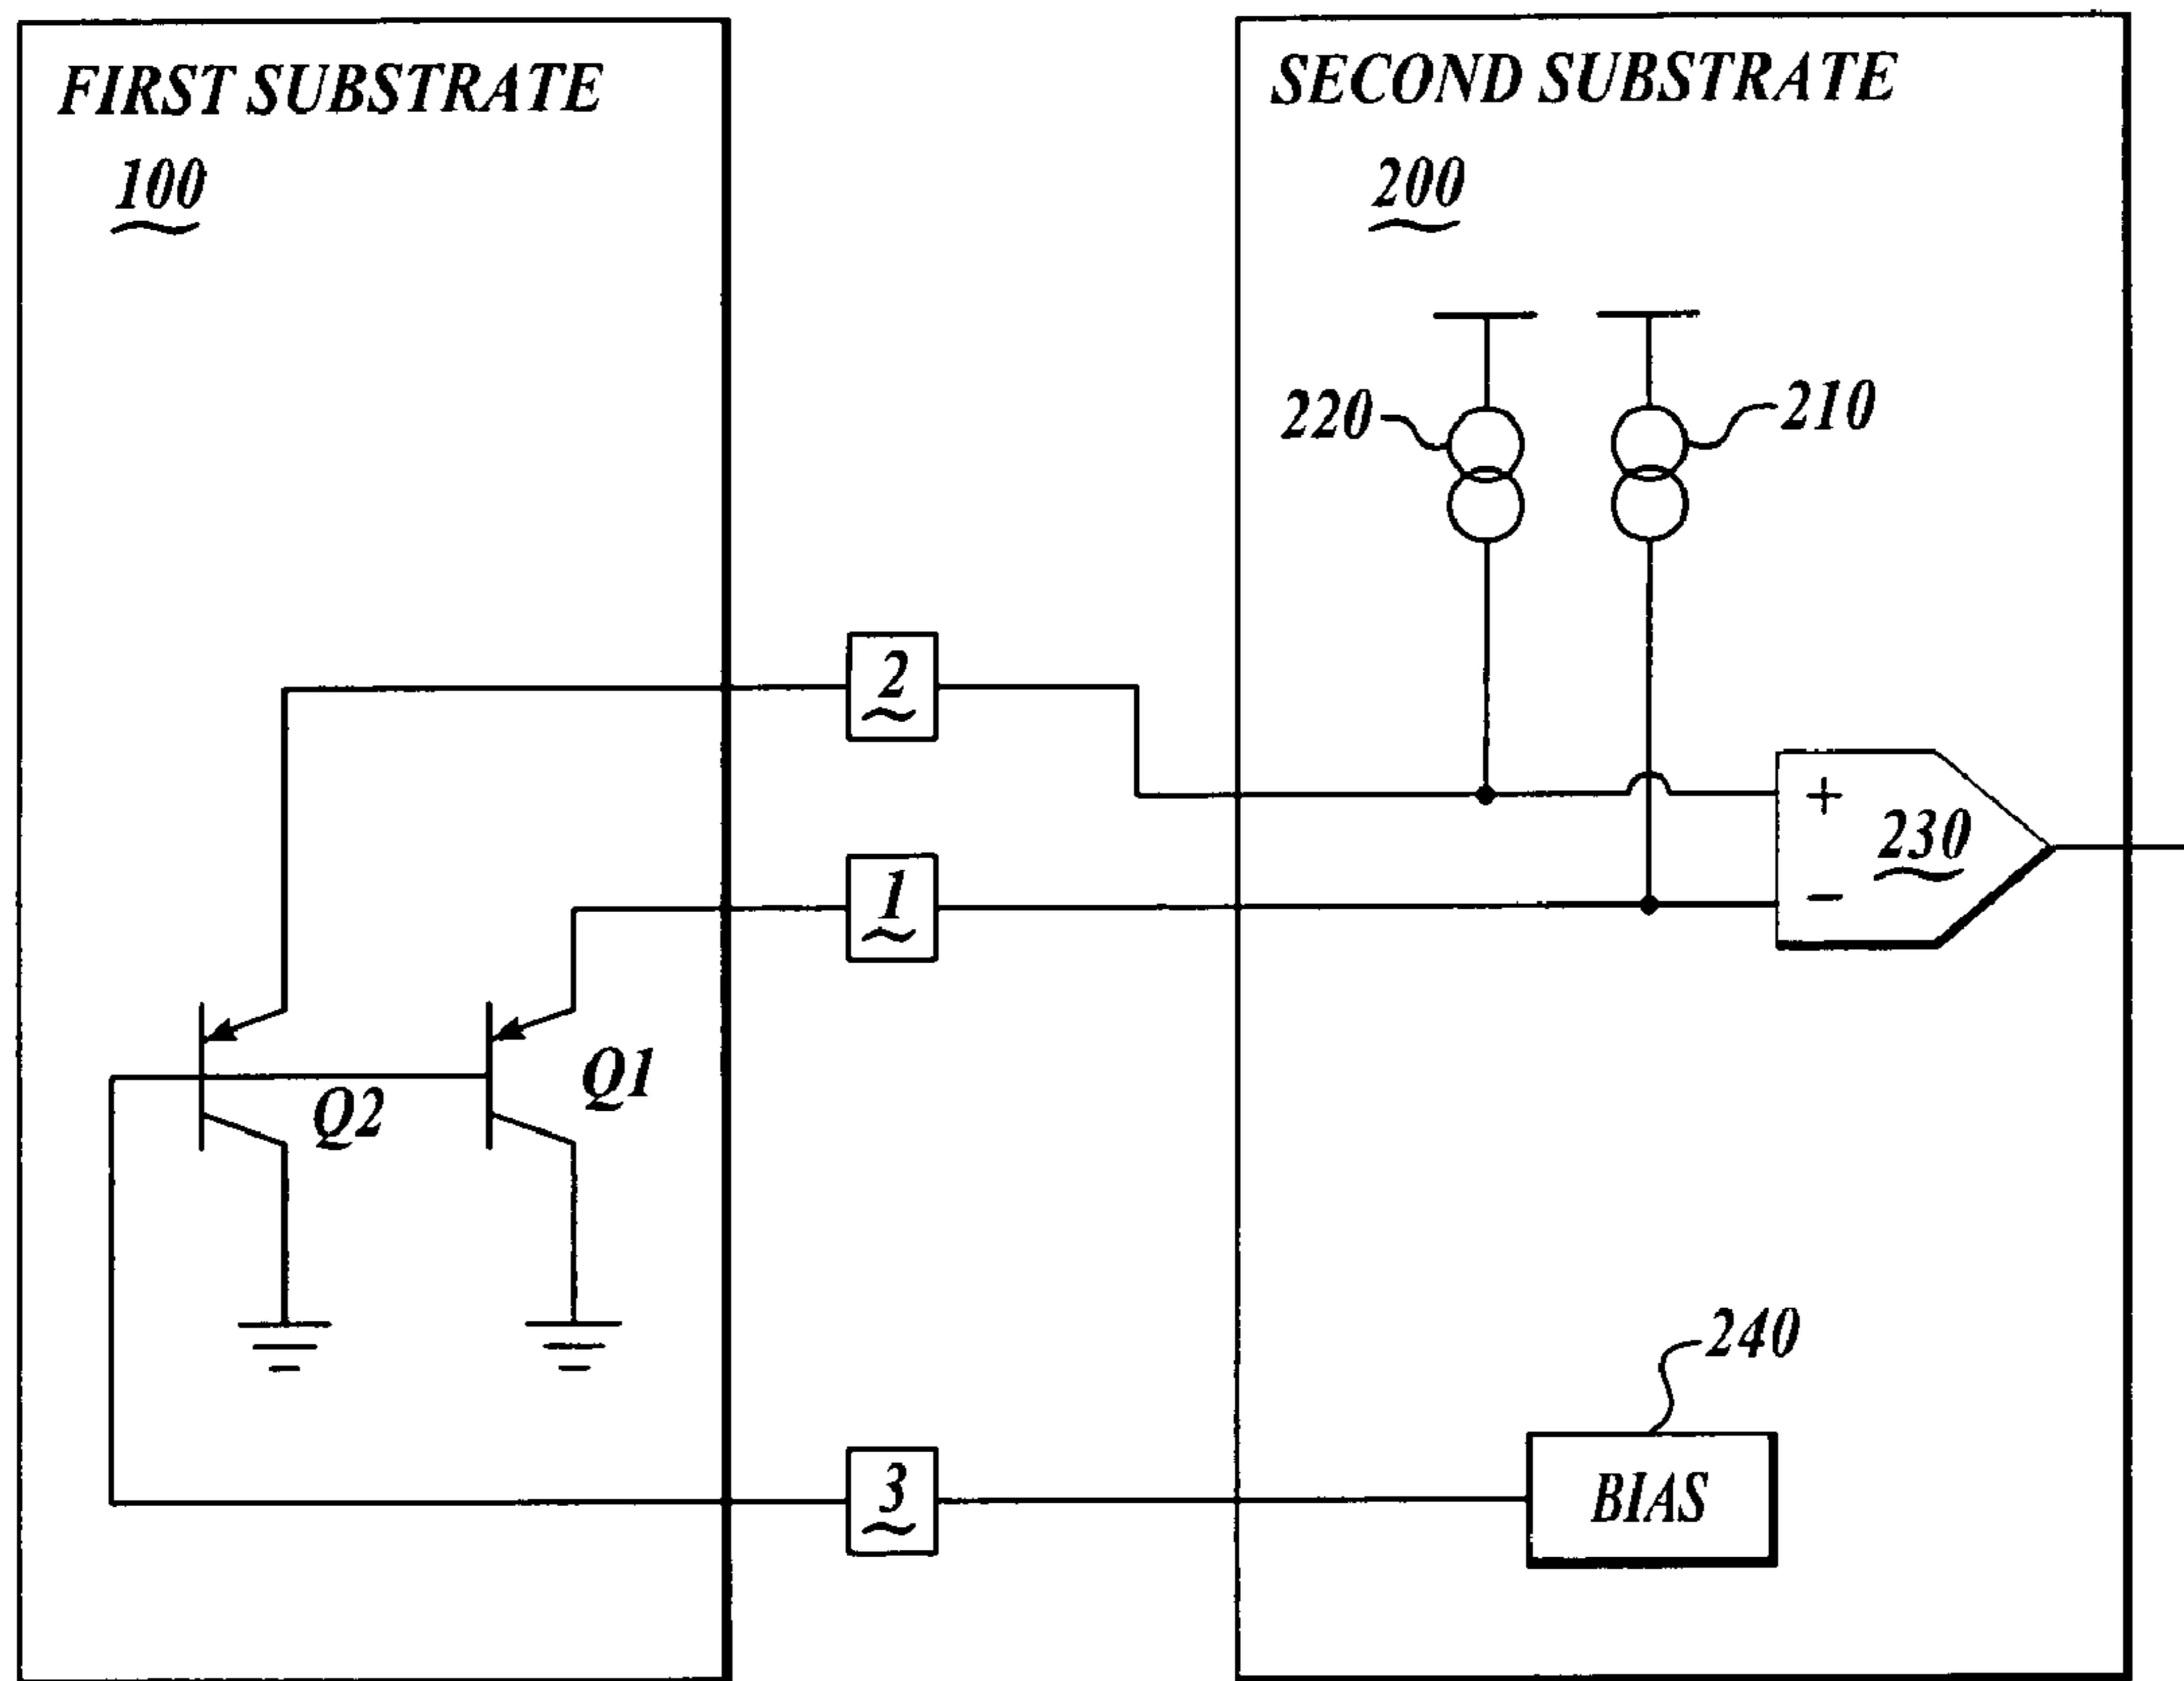 FIRST SUBSTRATE
100
SECOND SUBSTRATE
200
220
210
2
+
230
1
−
Q1
Q2
240
3
BIAS